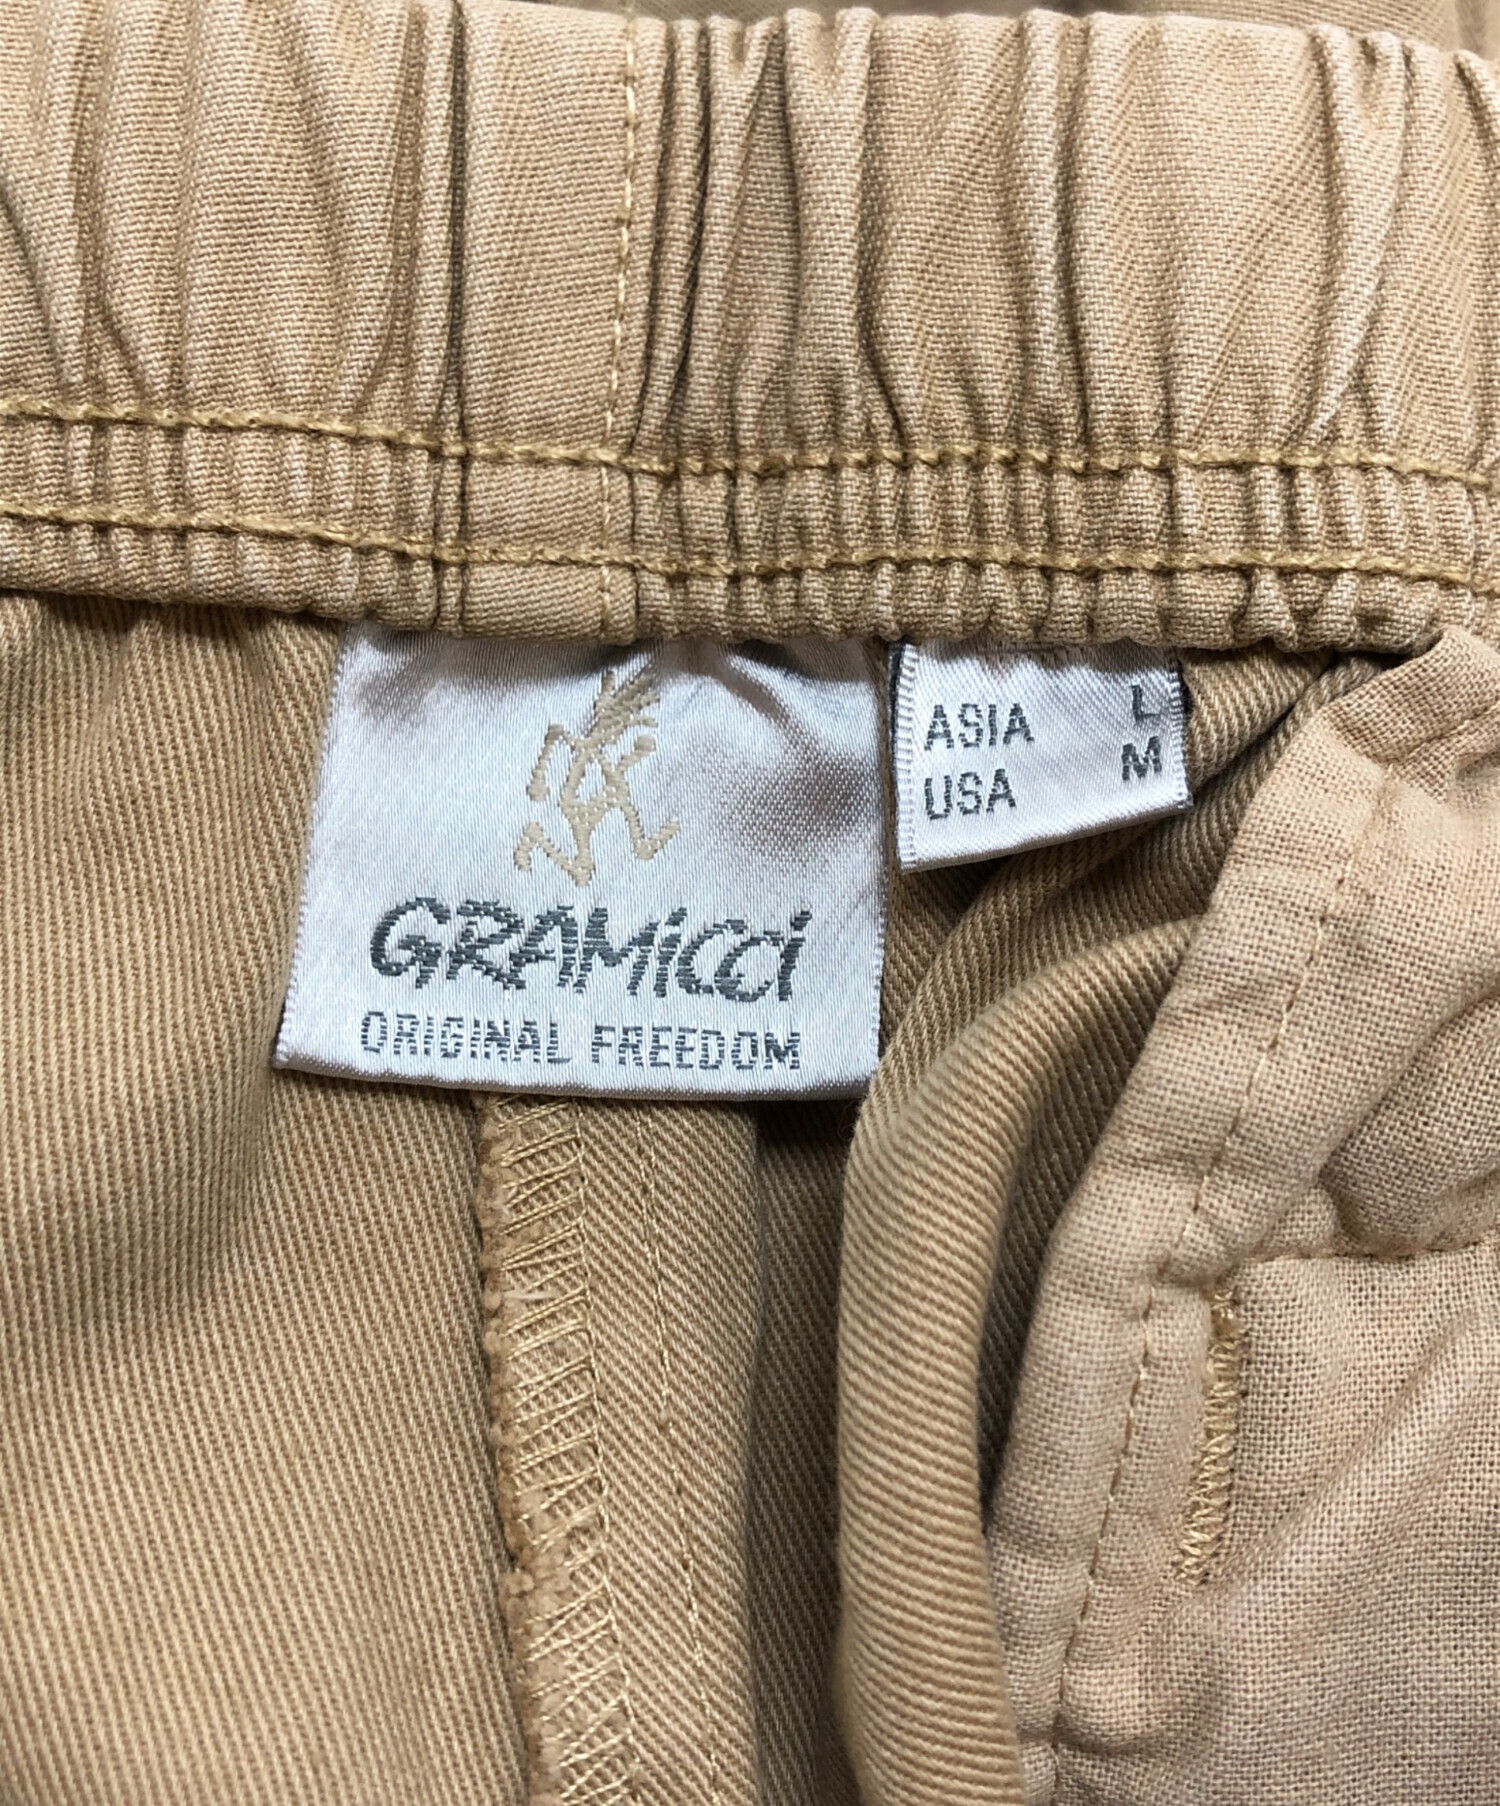 GRAMiCCi
ORIGINAL FREEDOM
ASIA L
USA M